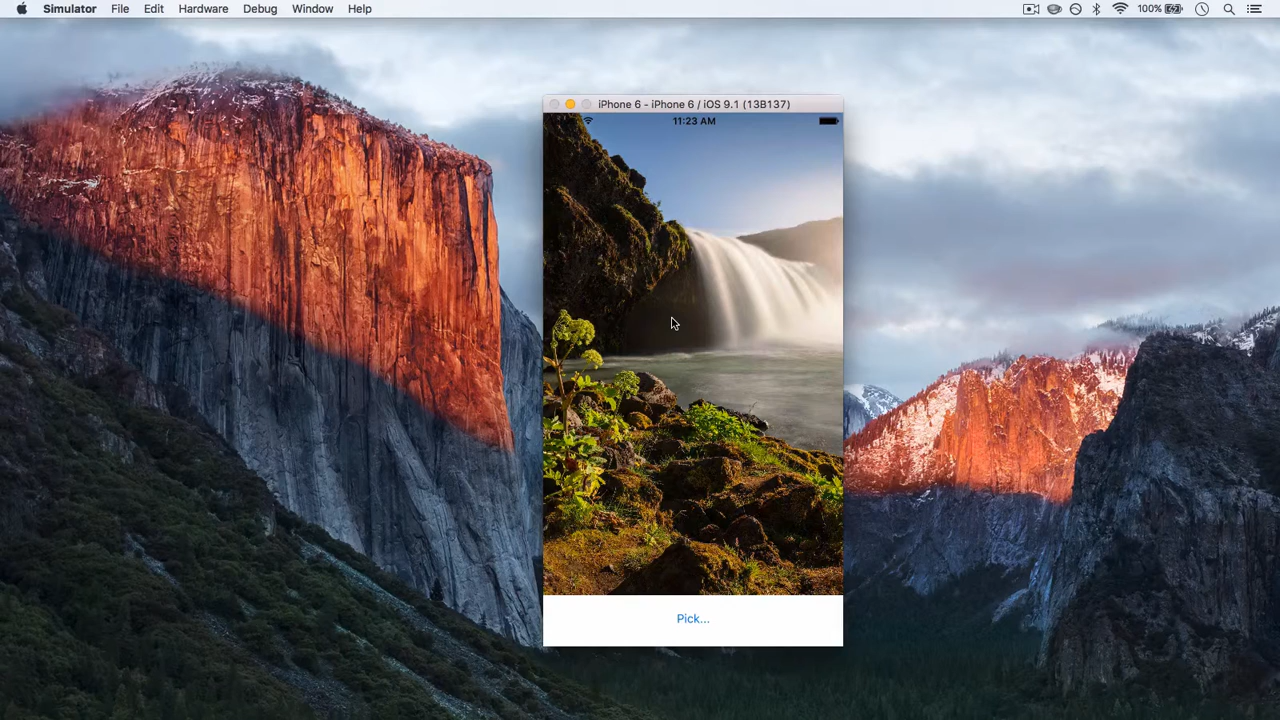 Simulator File Edit Hardware Debug Window Help 100%
iPhone 6 - iPhone 6 / iOS 9.1 (13B137)
11:23 AM
Pick...